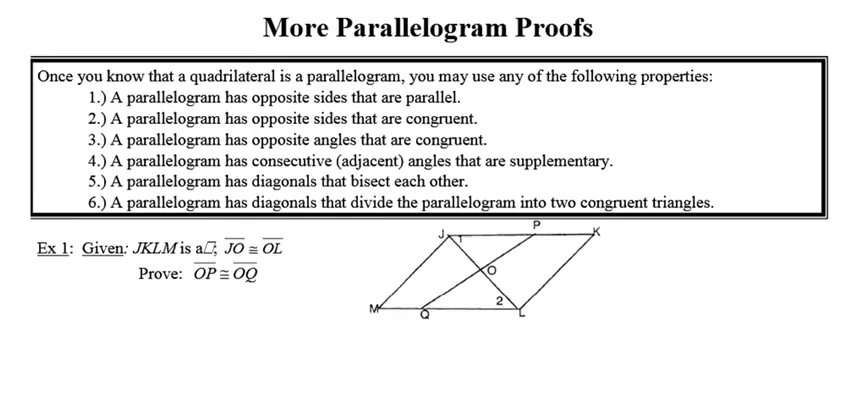 More Parallelogram Proofs
Once you know that a quadrilateral is a parallelogram, you may use any of the following properties:
1.) A parallelogram has opposite sides that are parallel.
2.) A parallelogram has opposite sides that are congruent.
3.) A parallelogram has opposite angles that are congruent.
4.) A parallelogram has consecutive (adjacent) angles that are supplementary.
5.) A parallelogram has diagonals that bisect each other.
6.) A parallelogram has diagonals that divide the parallelogram into two congruent triangles.
Ex 1: Given: JKLM is a▱; J̅O̅ ≅ O̅L̅
Prove: O̅P̅ ≅ O̅Q̅
J 1 P K
O
M Q 2 L